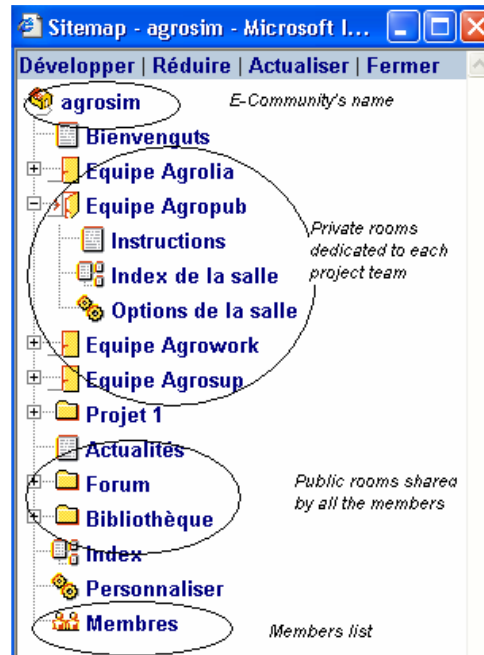 Sitemap - agrosim - Microsoft I...
Développer | Réduire | Actualiser | Fermer
agrosim
E-Community's name
Bienvenguts
Equipe Agrolia
Equipe Agropub
Instructions
Private rooms
dedicated to each
project team
Index de la salle
Options de la salle
Equipe Agrowork
Equipe Agrosup
Projet 1
Actualités
Forum
Public rooms shared
by all the members
Bibliothèque
Index
Personnaliser
Membres
Members list